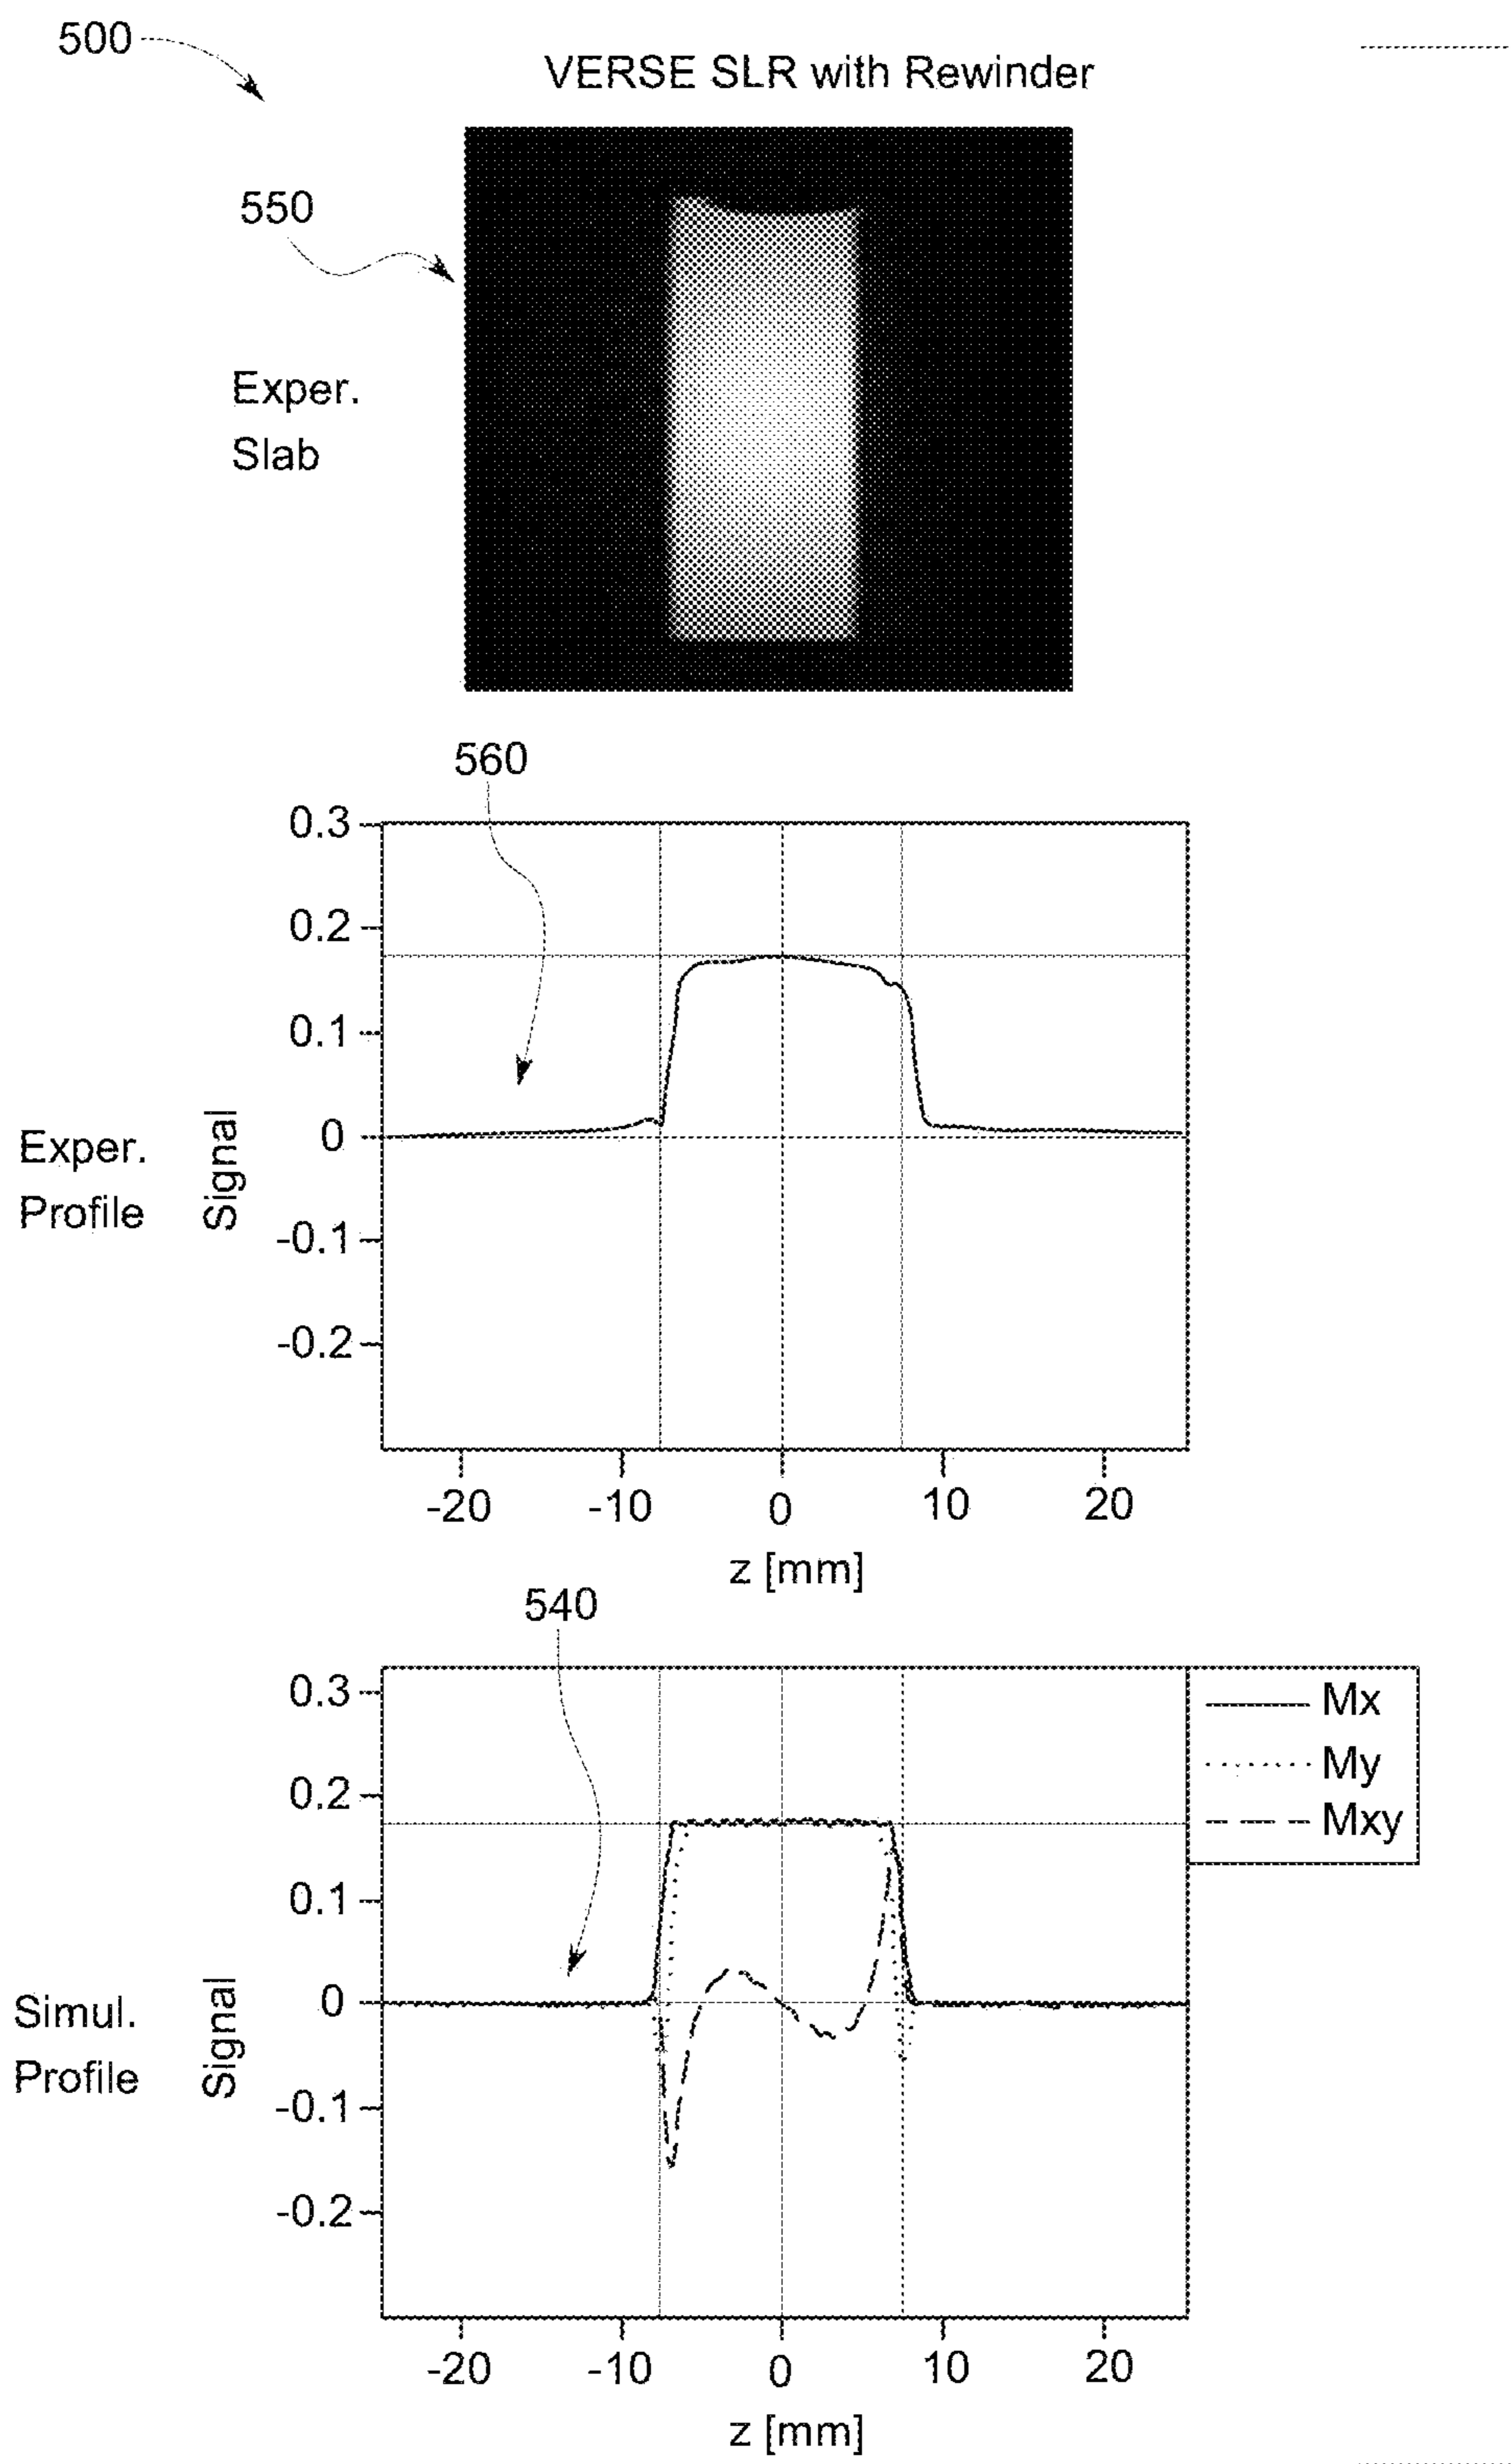 500
VERSE SLR with Rewinder
550
Exper.
Slab
560
0.3
0.2
0.1
0
-0.1
-0.2
Exper.
Profile
Signal
-20 -10 0 10 20
z [mm]
540
0.3
0.2
0.1
0
-0.1
-0.2
Mx
My
Mxy
Simul.
Profile
Signal
-20 -10 0 10 20
z [mm]